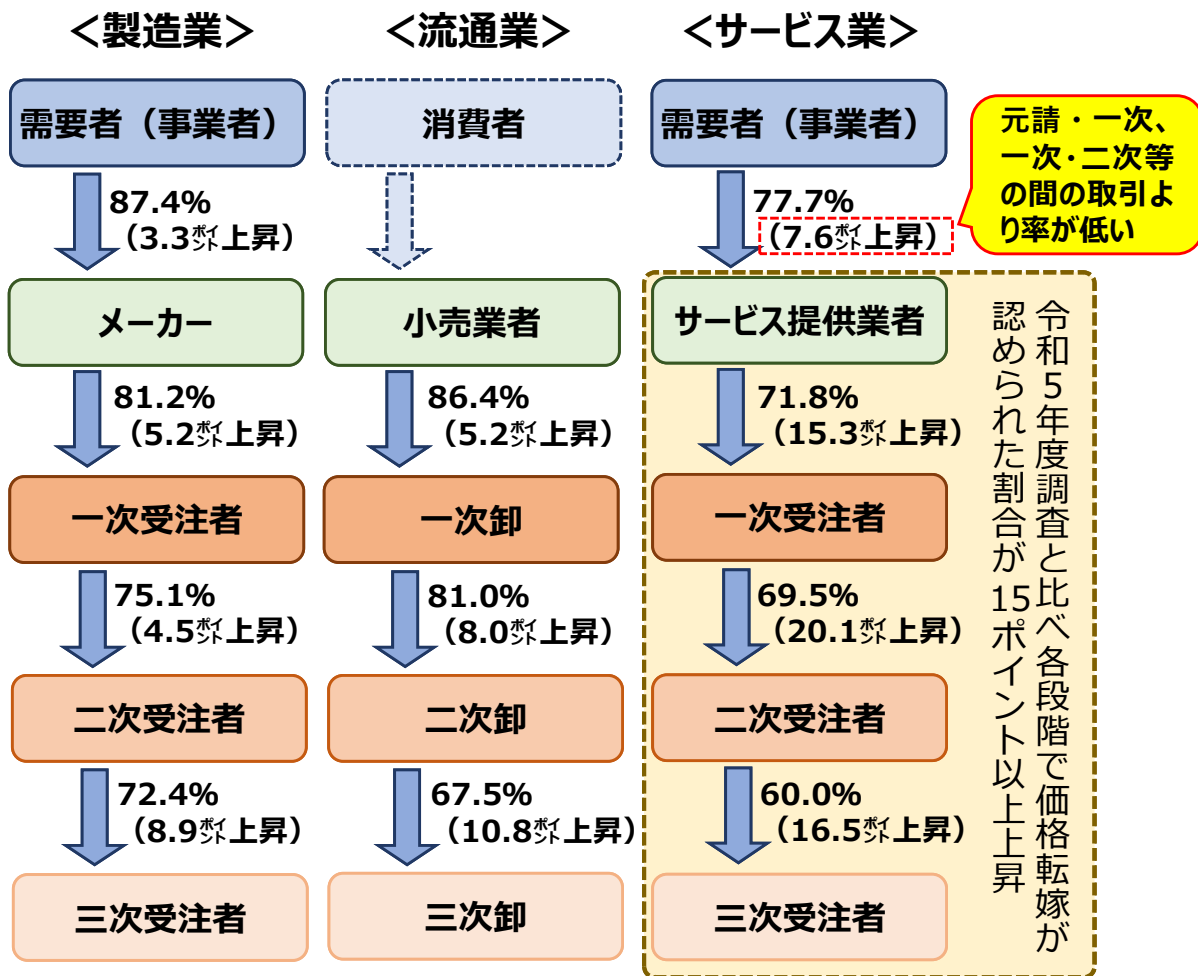 ＜製造業＞
需要者（事業者）
87.4%
（3.3ポイント上昇）
メーカー
81.2%
（5.2ポイント上昇）
一次受注者
75.1%
（4.5ポイント上昇）
二次受注者
72.4%
（8.9ポイント上昇）
三次受注者
＜流通業＞
消費者
小売業者
86.4%
（5.2ポイント上昇）
一次卸
81.0%
（8.0ポイント上昇）
二次卸
67.5%
（10.8ポイント上昇）
三次卸
＜サービス業＞
需要者（事業者）
77.7%
（7.6ポイント上昇）
元請・一次、
一次・二次等
の間の取引よ
り率が低い
サービス提供業者
71.8%
（15.3ポイント上昇）
一次受注者
69.5%
（20.1ポイント上昇）
二次受注者
60.0%
（16.5ポイント上昇）
三次受注者
令和５年度調査と比べ各段階で価格転嫁が
認められた割合が15ポイント以上上昇